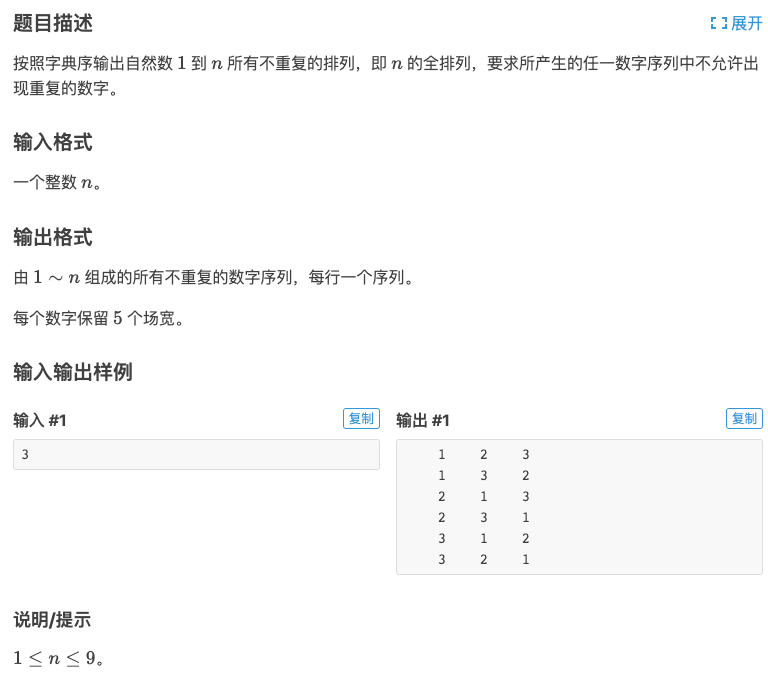 题目描述
展开
按照字典序输出自然数 1 到 n 所有不重复的排列，即 n 的全排列，要求所产生的任一数字序列中不允许出
现重复的数字。
输入格式
一个整数 n。
输出格式
由 1 ∼ n 组成的所有不重复的数字序列，每行一个序列。
每个数字保留 5 个场宽。
输入输出样例
输入 #1
复制
3
输出 #1
复制
1 2 3
1 3 2
2 1 3
2 3 1
3 1 2
3 2 1
说明/提示
1 ≤ n ≤ 9。